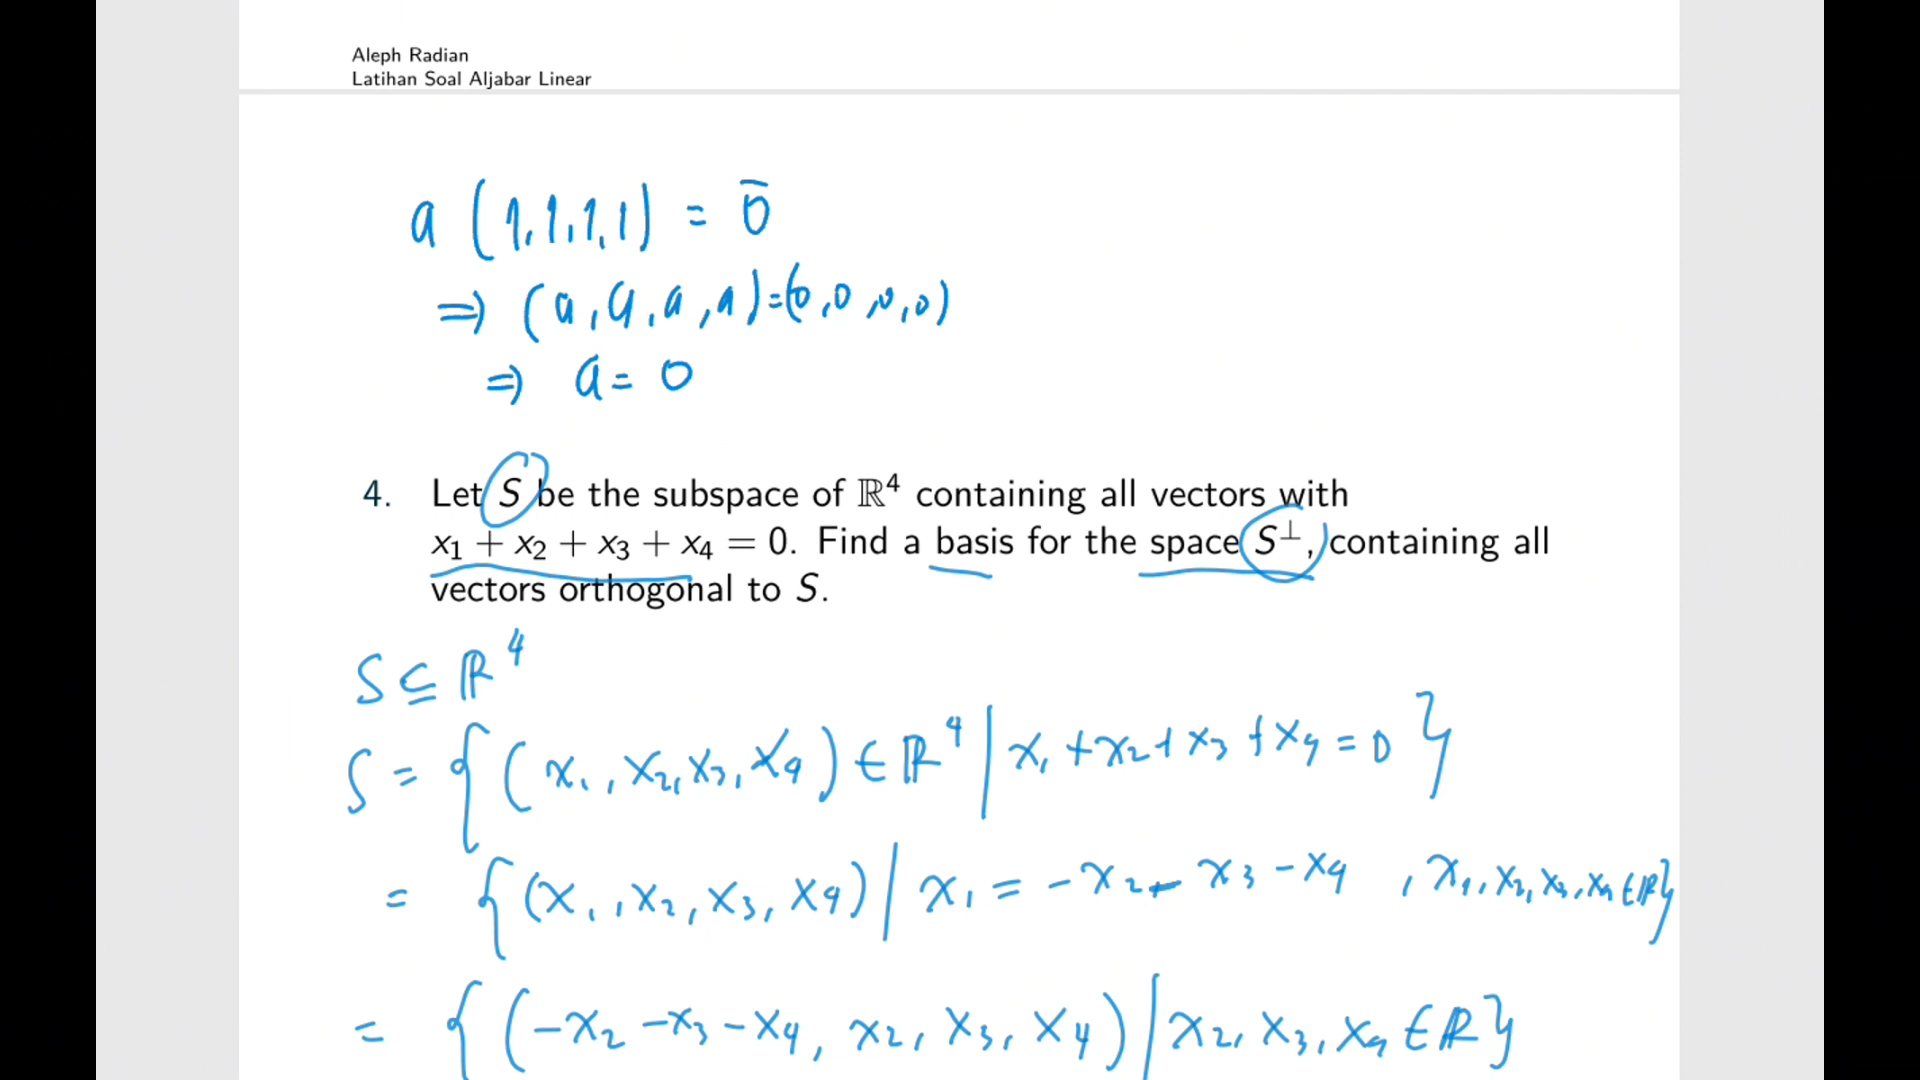 Aleph Radian
Latihan Soal Aljabar Linear
a (1,1,1,1) = 0̄
⇒ (a,a,a,a)=(0,0,0,0)
⇒ a = 0
4. Let S be the subspace of ℝ⁴ containing all vectors with
x₁ + x₂ + x₃ + x₄ = 0. Find a basis for the space S⊥, containing all
vectors orthogonal to S.
S ⊆ ℝ⁴
S = { (x₁, x₂, x₃, x₄) ∈ ℝ⁴ | x₁ + x₂ + x₃ + x₄ = 0 }
= { (x₁, x₂, x₃, x₄) | x₁ = -x₂ - x₃ - x₄ , x₁, x₂, x₃, x₄ ∈ ℝ }
= { (-x₂ - x₃ - x₄, x₂, x₃, x₄) | x₂, x₃, x₄ ∈ ℝ }